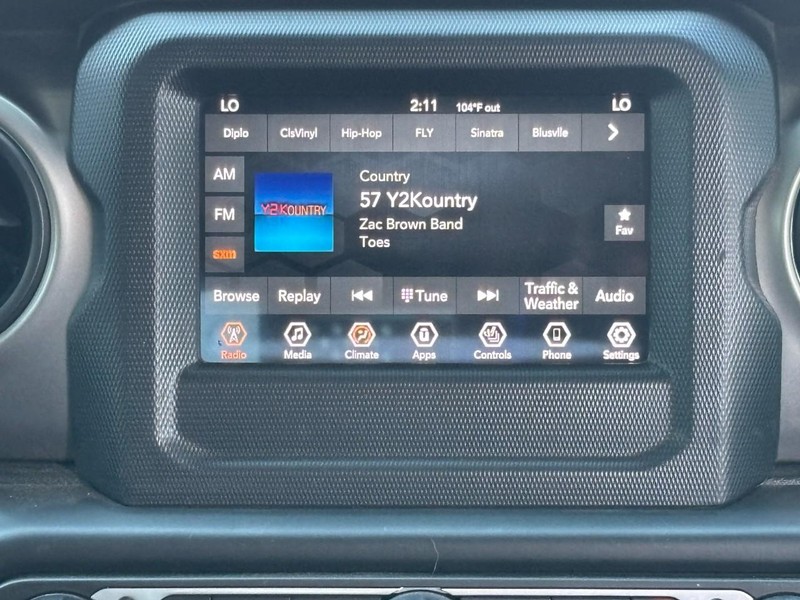 LO 2:11 104°F out LO
Diplo ClsVinyl Hip-Hop FLY Sinatra Blusvlle
AM
FM
sxm
Y2KOUNTRY
Country
57 Y2Kountry
Zac Brown Band
Toes
Fav
Browse Replay Tune Traffic & Weather Audio
Radio Media Climate Apps Controls Phone Settings